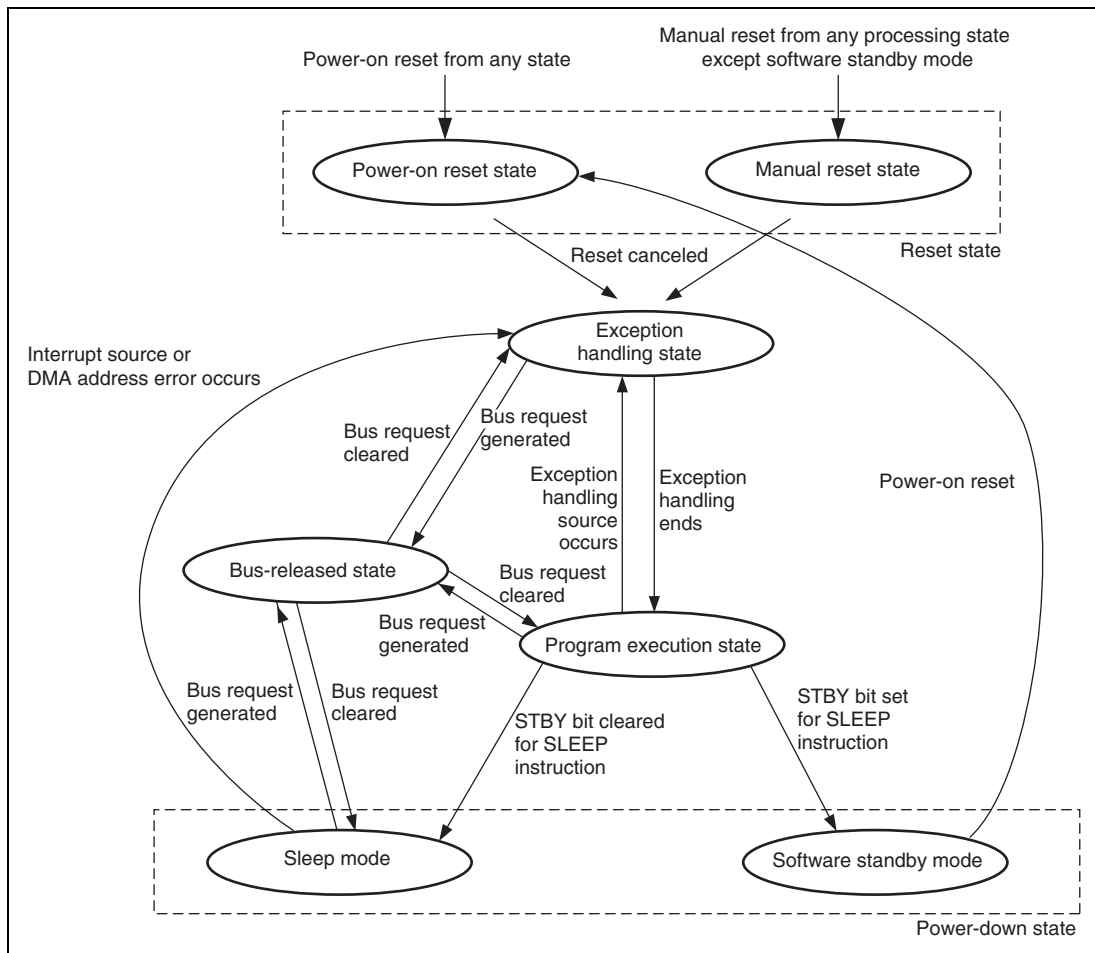 Manual reset from any processing state
except software standby mode
Power-on reset from any state
Power-on reset state
Manual reset state
Reset canceled
Reset state
Exception
handling state
Interrupt source or
DMA address error occurs
Bus request
cleared
Bus request
generated
Exception
handling
source
occurs
Exception
handling
ends
Power-on reset
Bus-released state
Bus request
cleared
Bus request
generated
Program execution state
Bus request
generated
Bus request
cleared
STBY bit cleared
for SLEEP
instruction
STBY bit set
for SLEEP
instruction
Sleep mode
Software standby mode
Power-down state